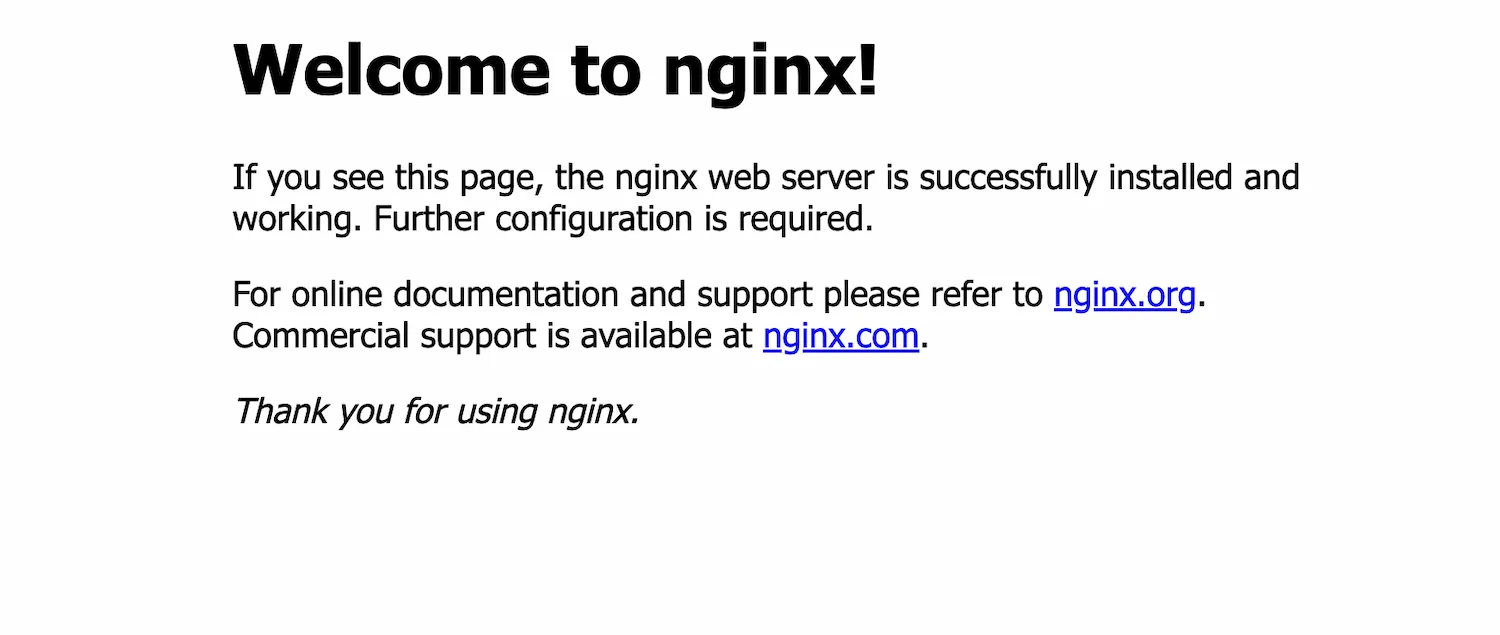 Welcome to nginx!
If you see this page, the nginx web server is successfully installed and
working. Further configuration is required.
For online documentation and support please refer to nginx.org.
Commercial support is available at nginx.com.
Thank you for using nginx.